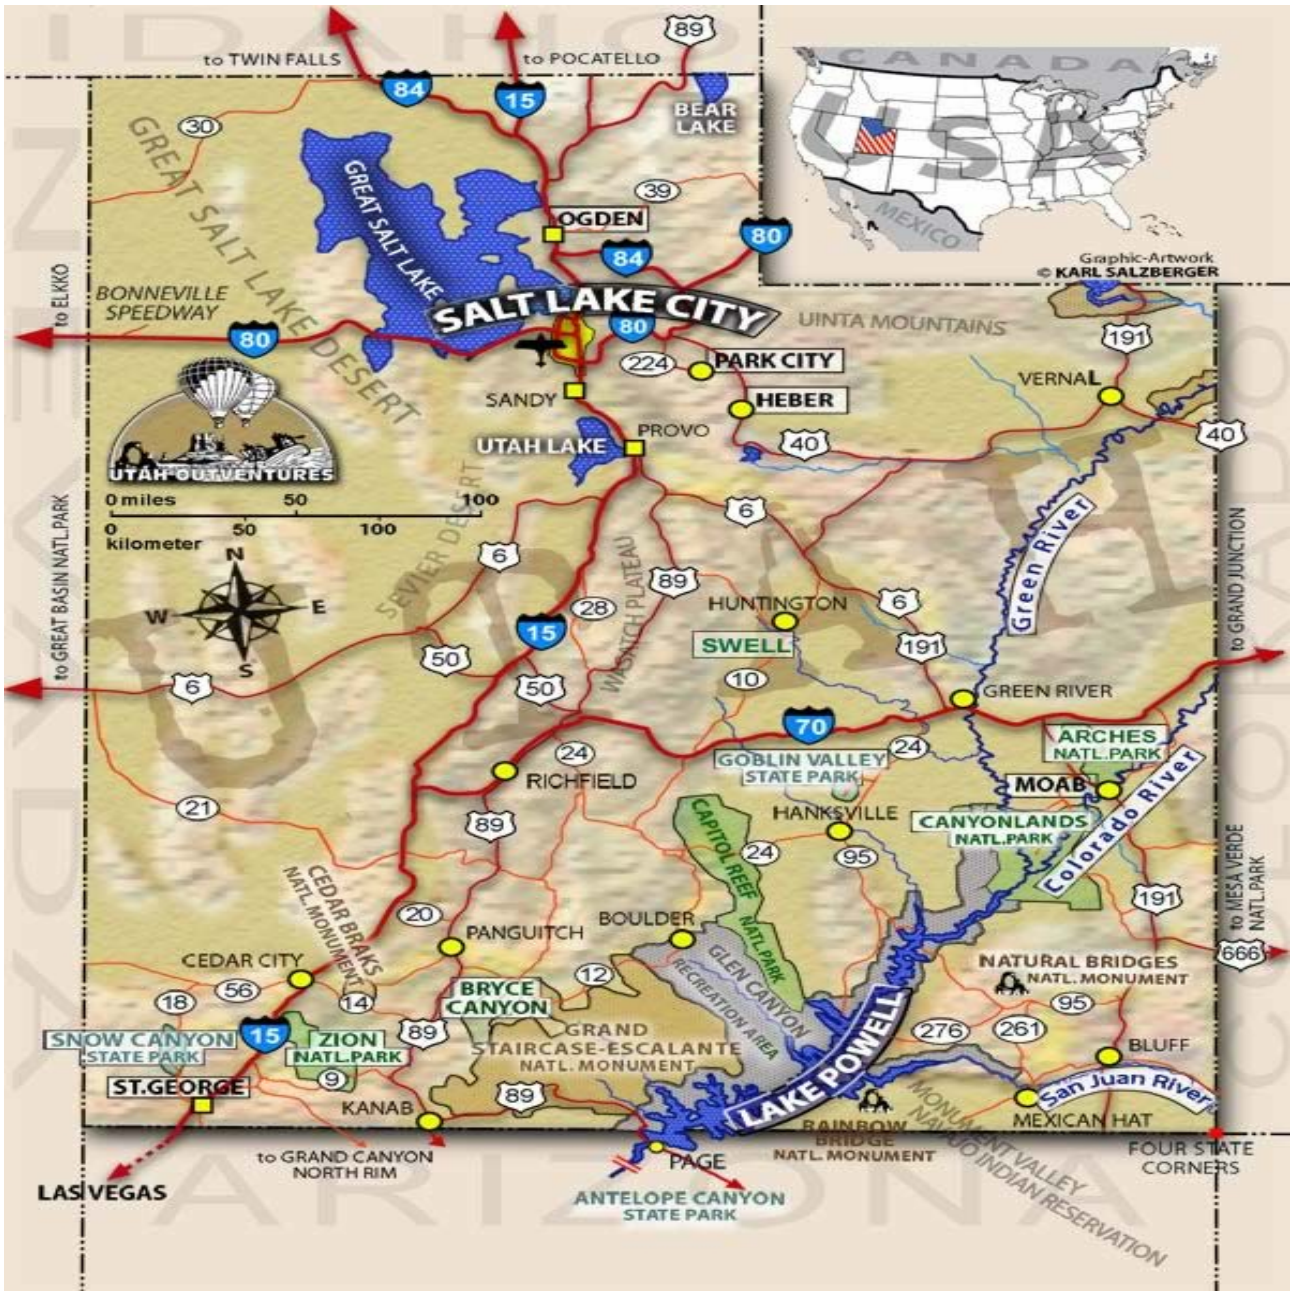 IDAHO
89
to TWIN FALLS
to POCATELLO
CANADA
84
15
BEAR
LAKE
USA
30
GREAT SALT LAKE DESERT
GREAT SALT LAKE
39
MEXICO
OGDEN
80
84
Graphic-Artwork
© KARL SALZBERGER
to ELKKO
BONNEVILLE
SPEEDWAY
SALT LAKE CITY
80
UINTA MOUNTAINS
191
80
224
PARK CITY
VERNAL
SANDY
HEBER
UTAH LAKE
PROVO
40
40
UTAH OUTVENTURES
0 miles 50 100
0 50 100
kilometer
SEVIER DESERT
6
6
Green River
to GREAT BASIN NATL.PARK
to GRAND JUNCTION
N
W E
S
UTAH
NEVADA
COLORADO
WASATCH PLATEAU
89
28
HUNTINGTON
6
15
SWELL
191
50
6
50
10
GREEN RIVER
70
ARCHES
NATL.PARK
24
24
GOBLIN VALLEY
STATE PARK
RICHFIELD
MOAB
21
89
CAPITOL REEF NATL.PARK
HANKSVILLE
CANYONLANDS
NATL.PARK
Colorado River
24
95
to MESA VERDE
NATL.PARK
CEDAR BRAKS
NATL. MONUMENT
20
BOULDER
191
PANGUITCH
666
CEDAR CITY
NATURAL BRIDGES
NATL. MONUMENT
12
GLEN CANYON
RECREATION AREA
18
56
14
BRYCE
CANYON
95
SNOW CANYON
STATE PARK
15
ZION
NATL.PARK
89
GRAND
STAIRCASE-ESCALANTE
NATL. MONUMENT
276
261
LAKE POWELL
BLUFF
9
ST.GEORGE
89
San Juan River
KANAB
MEXICAN HAT
RAINBOW
BRIDGE
NATL. MONUMENT
MONUMENT VALLEY
NAVAJO INDIAN RESERVATION
to GRAND CANYON
NORTH RIM
PAGE
FOUR STATE
CORNERS
LAS VEGAS
ARIZONA
ANTELOPE CANYON
STATE PARK